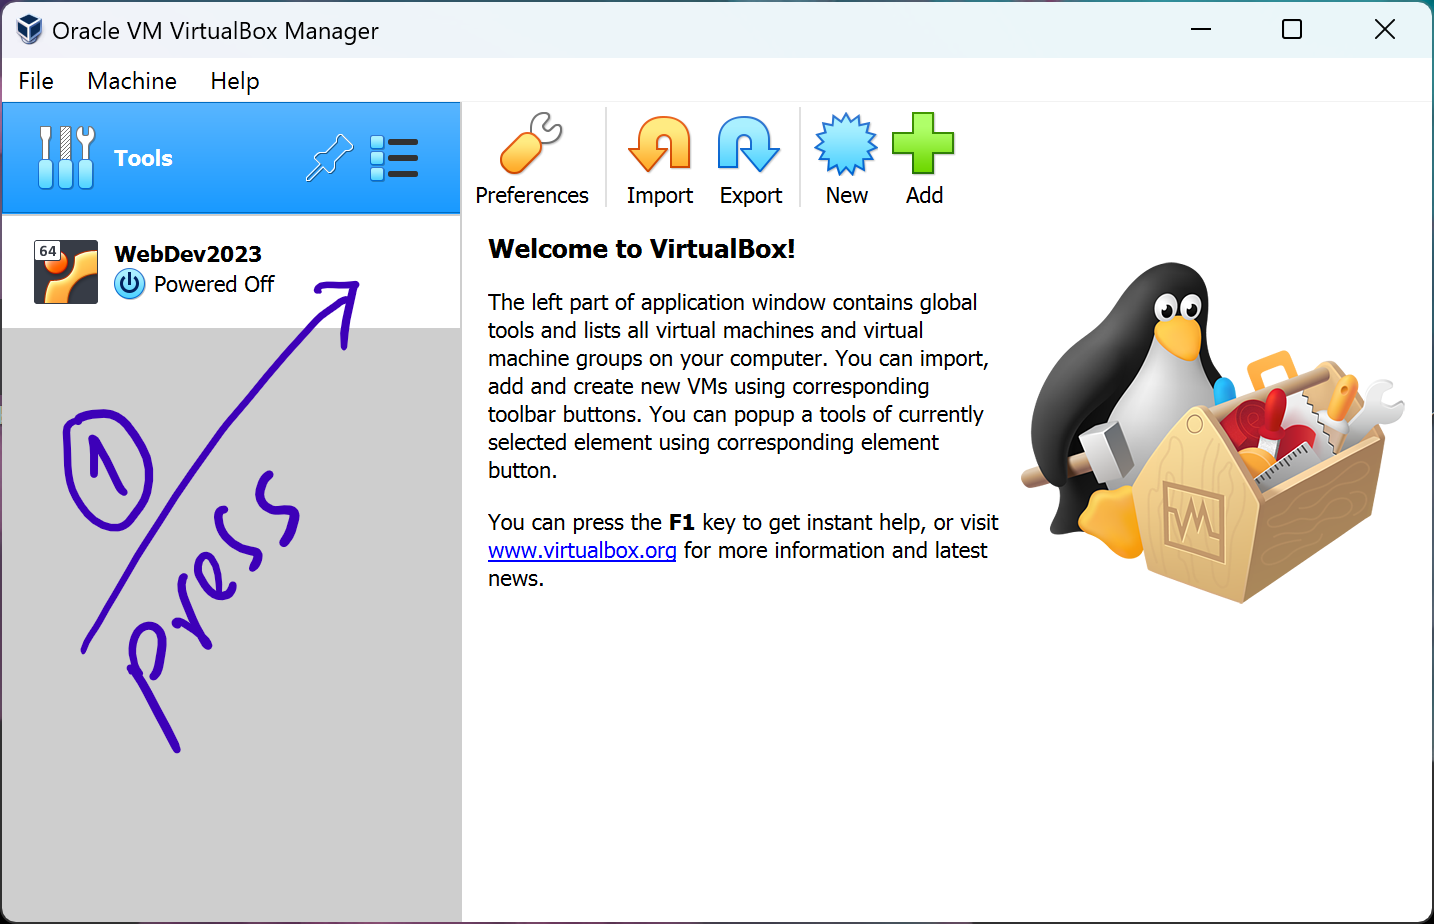 Oracle VM VirtualBox Manager
File Machine Help
Tools
Preferences Import Export New Add
64
WebDev2023
Powered Off
Welcome to VirtualBox!
The left part of application window contains global
tools and lists all virtual machines and virtual
machine groups on your computer. You can import,
add and create new VMs using corresponding
toolbar buttons. You can popup a tools of currently
selected element using corresponding element
button.
You can press the F1 key to get instant help, or visit
www.virtualbox.org for more information and latest
news.
1
press